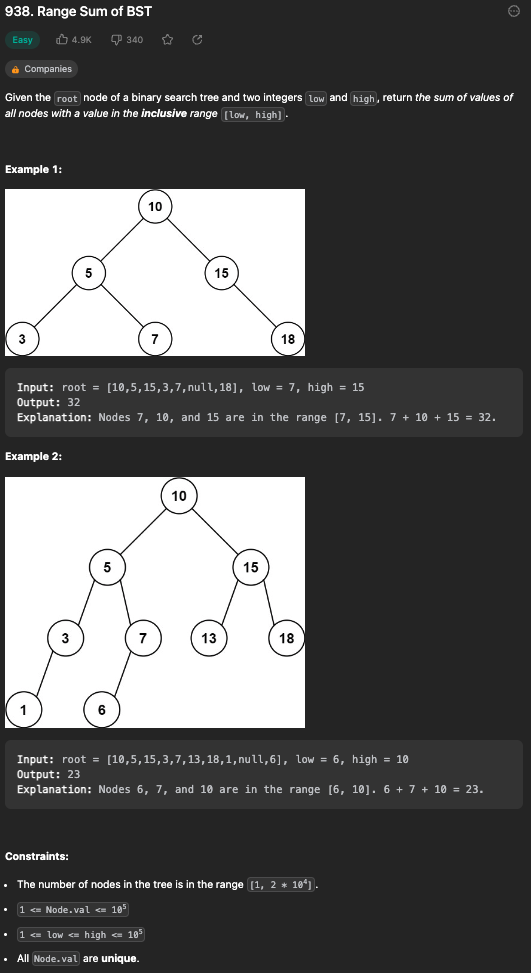 938. Range Sum of BST
Easy 4.9K 340
Companies
Given the root node of a binary search tree and two integers low and high, return the sum of values of
all nodes with a value in the inclusive range [low, high].
Example 1:
10
5 15
3 7 18
Input: root = [10,5,15,3,7,null,18], low = 7, high = 15
Output: 32
Explanation: Nodes 7, 10, and 15 are in the range [7, 15]. 7 + 10 + 15 = 32.
Example 2:
10
5 15
3 7 13 18
1 6
Input: root = [10,5,15,3,7,13,18,1,null,6], low = 6, high = 10
Output: 23
Explanation: Nodes 6, 7, and 10 are in the range [6, 10]. 6 + 7 + 10 = 23.
Constraints:
• The number of nodes in the tree is in the range [1, 2 * 10⁴].
• 1 <= Node.val <= 10⁵
• 1 <= low <= high <= 10⁵
• All Node.val are unique.